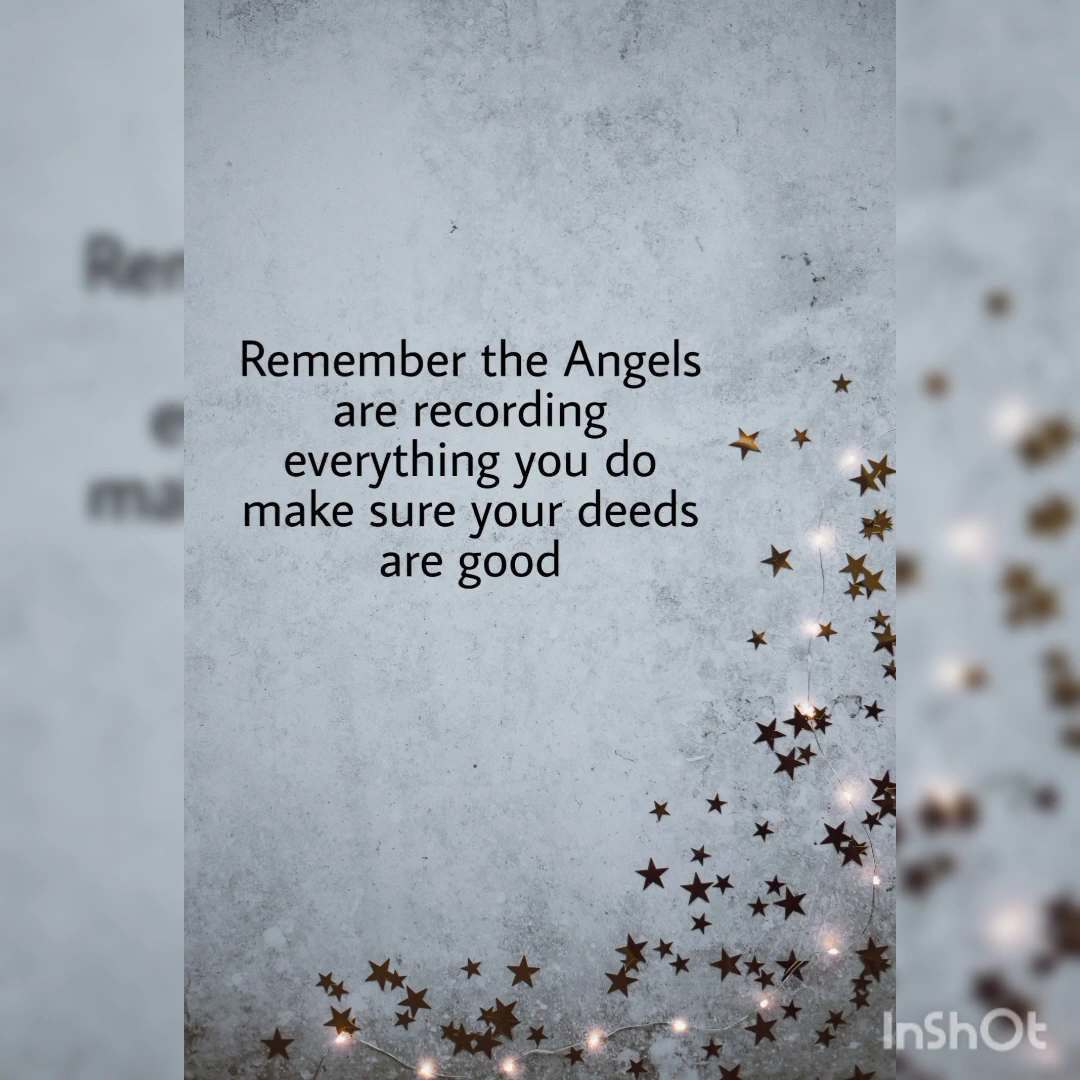 Remember the Angels
are recording
everything you do
make sure your deeds
are good
InShOt